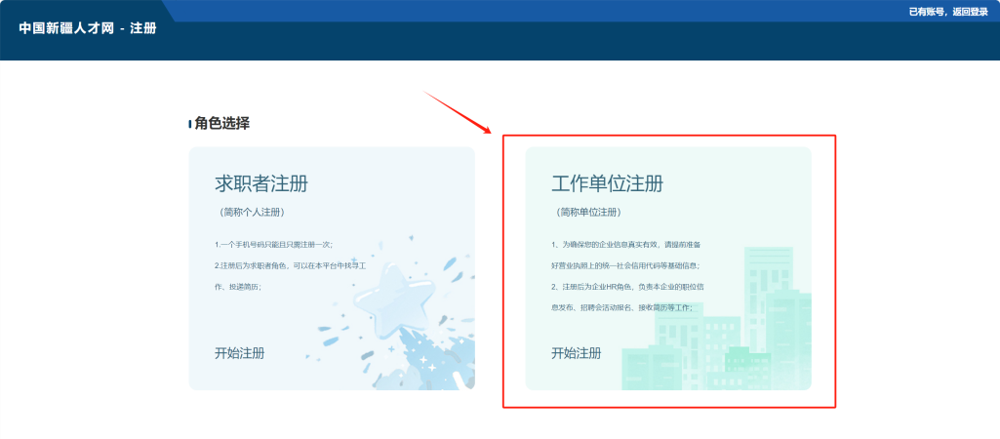 已有账号，返回登录
中国新疆人才网 - 注册
角色选择
求职者注册
（简称个人注册）
1.一个手机号码只能且只需注册一次；
2.注册后为求职者角色，可以在本平台中找寻工
作、投递简历；
开始注册
工作单位注册
（简称单位注册）
1、为确保您的企业信息真实有效，请提前准备
好营业执照上的统一社会信用代码等基础信息；
2、注册后为企业HR角色，负责本企业的职位信
息发布、招聘会活动报名、接收简历等工作；
开始注册